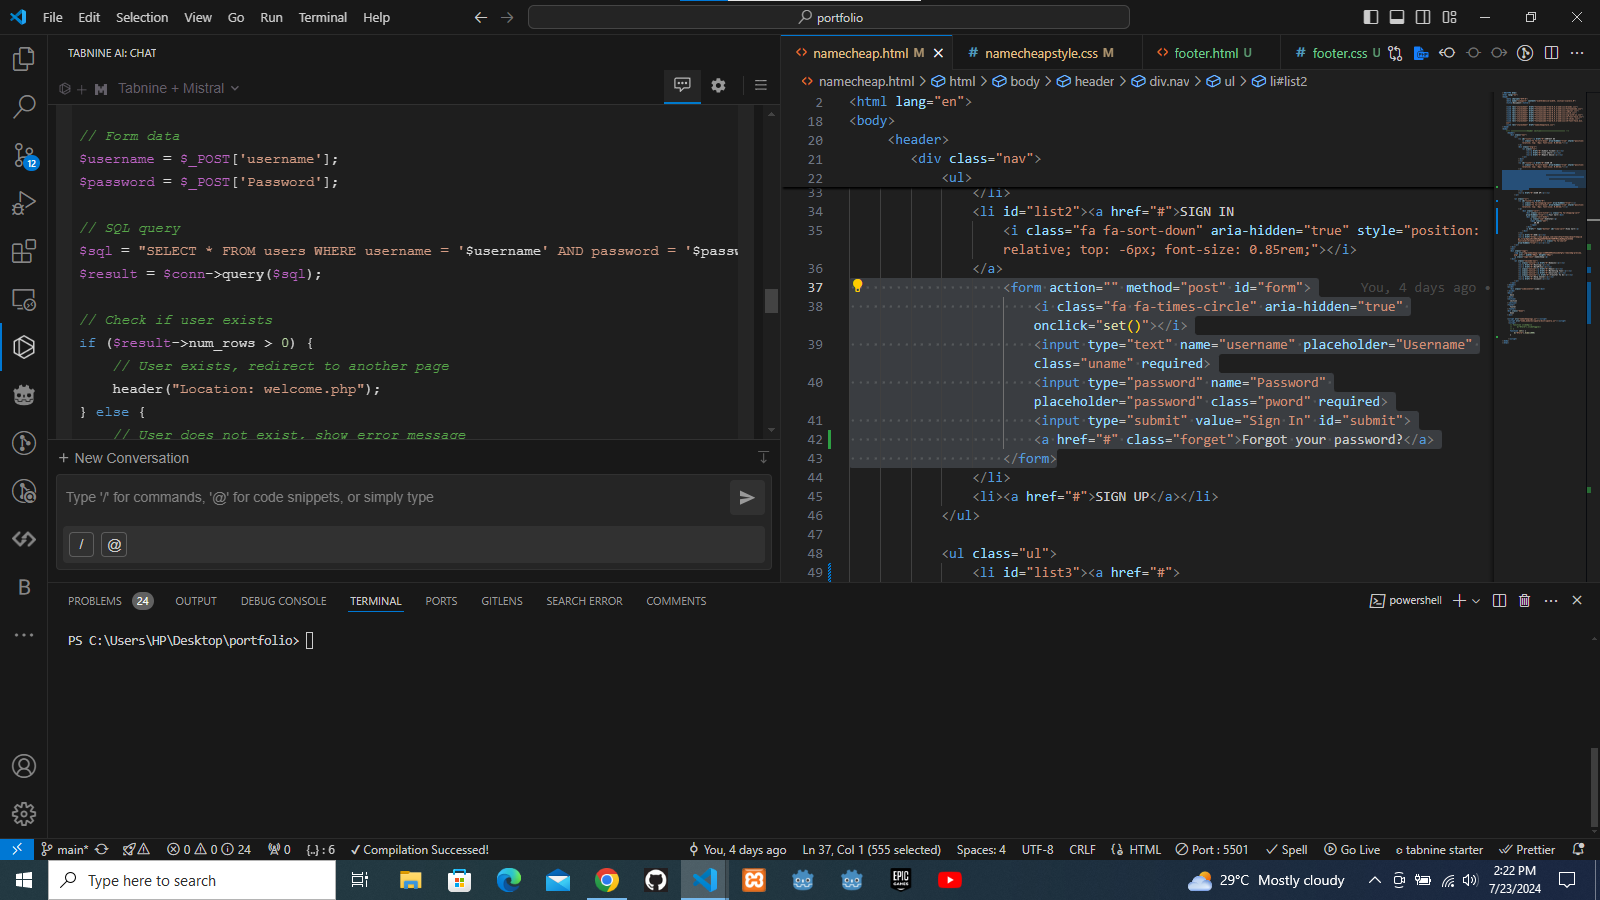 File Edit Selection View Go Run Terminal Help
portfolio
TABNINE AI: CHAT
Tabnine + Mistral
// Form data
$username = $_POST['username'];
$password = $_POST['Password'];
// SQL query
$sql = "SELECT * FROM users WHERE username = '$username' AND password = '$passw
$result = $conn->query($sql);
// Check if user exists
if ($result->num_rows > 0) {
// User exists, redirect to another page
header("Location: welcome.php");
} else {
// User does not exist, show error message
+ New Conversation
Type '/' for commands, '@' for code snippets, or simply type
/ @
12
B
namecheap.html M
namecheapstyle.css M
footer.html U
footer.css U
namecheap.html > html > body > header > div.nav > ul > li#list2
2 <html lang="en">
18 <body>
20 <header>
21 <div class="nav">
22 <ul>
33 </li>
34 <li id="list2"><a href="#">SIGN IN
35 <i class="fa fa-sort-down" aria-hidden="true" style="position:
relative; top: -6px; font-size: 0.85rem;"></i>
36 </a>
37 <form action="" method="post" id="form"> You, 4 days ago •
38 <i class="fa fa-times-circle" aria-hidden="true"
onclick="set()"></i>
39 <input type="text" name="username" placeholder="Username"
class="uname" required>
40 <input type="password" name="Password"
placeholder="password" class="pword" required>
41 <input type="submit" value="Sign In" id="submit">
42 <a href="#" class="forget">Forgot your password?</a>
43 </form>
44 </li>
45 <li><a href="#">SIGN UP</a></li>
46 </ul>
47
48 <ul class="ul">
49 <li id="list3"><a href="#">
PROBLEMS 24 OUTPUT DEBUG CONSOLE TERMINAL PORTS GITLENS SEARCH ERROR COMMENTS
powershell
PS C:\Users\HP\Desktop\portfolio>
main* 0 0 24 0 {..} : 6 ✓ Compilation Successed! You, 4 days ago Ln 37, Col 1 (555 selected) Spaces: 4 UTF-8 CRLF HTML Port : 5501 Spell Go Live tabnine starter Prettier
Type here to search
EPIC GAMES
29°C Mostly cloudy
2:22 PM
7/23/2024